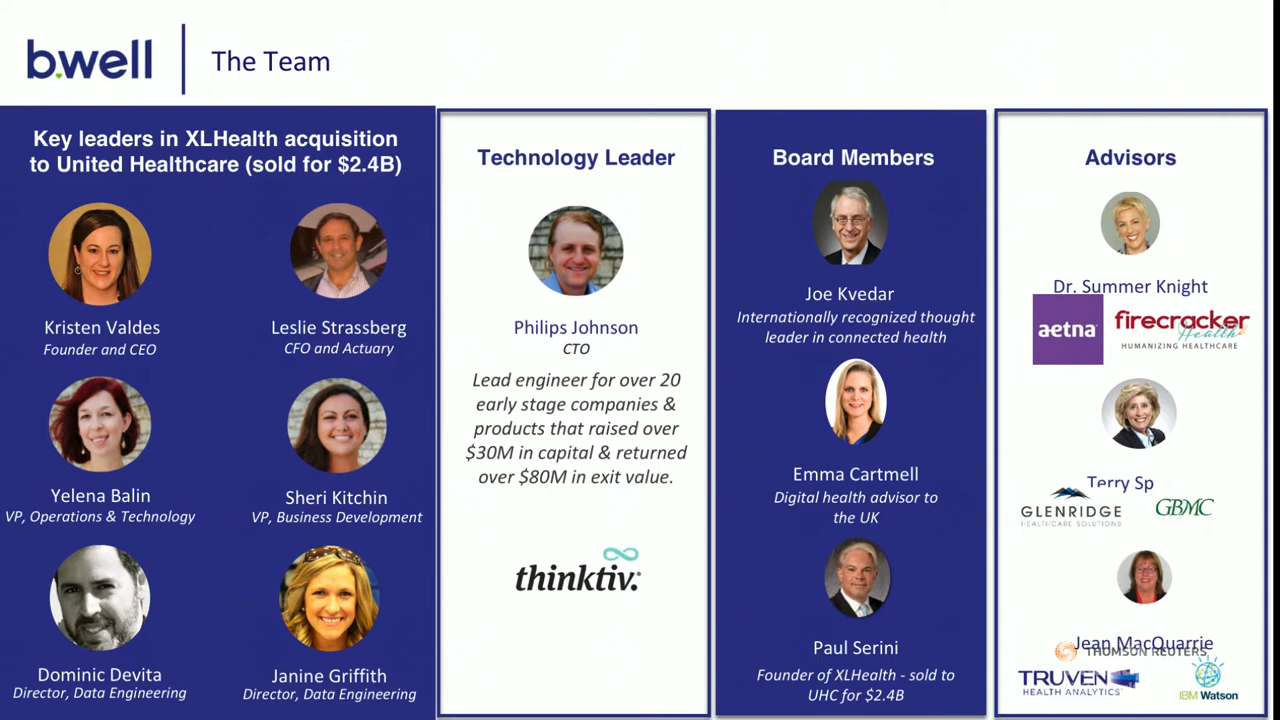 b.well
The Team
Key leaders in XLHealth acquisition
to United Healthcare (sold for $2.4B)
Kristen Valdes
Founder and CEO
Leslie Strassberg
CFO and Actuary
Yelena Balin
VP, Operations & Technology
Sheri Kitchin
VP, Business Development
Dominic Devita
Director, Data Engineering
Janine Griffith
Director, Data Engineering
Technology Leader
Philips Johnson
CTO
Lead engineer for over 20
early stage companies &
products that raised over
$30M in capital & returned
over $80M in exit value.
thinktiv.
Board Members
Joe Kvedar
Internationally recognized thought
leader in connected health
Emma Cartmell
Digital health advisor to
the UK
Paul Serini
Founder of XLHealth - sold to
UHC for $2.4B
Advisors
Dr. Summer Knight
aetna
firecracker
Health
HUMANIZING HEALTHCARE
Terry Sp
GLENRIDGE
HEALTHCARE SOLUTIONS
GBMC
Jean MacQuarrie
THOMSON REUTERS
TRUVEN
HEALTH ANALYTICS
IBM Watson